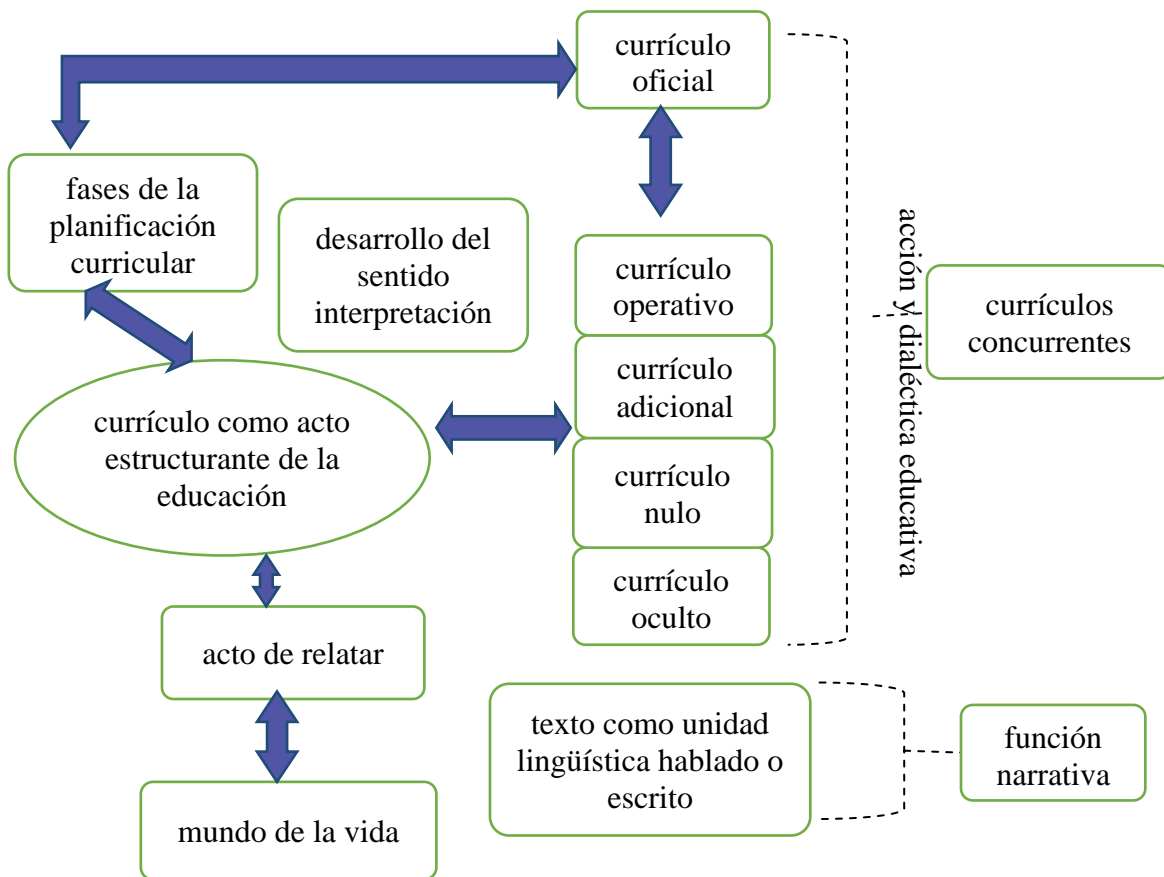 currículo
oficial
fases de la
planificación
curricular
desarrollo del
sentido
interpretación
currículo
operativo
currículo
adicional
currículo
nulo
currículo
oculto
acción y dialéctica educativa
currículos
concurrentes
currículo como acto
estructurante de la
educación
acto de relatar
mundo de la vida
texto como unidad
lingüística hablado o
escrito
función
narrativa